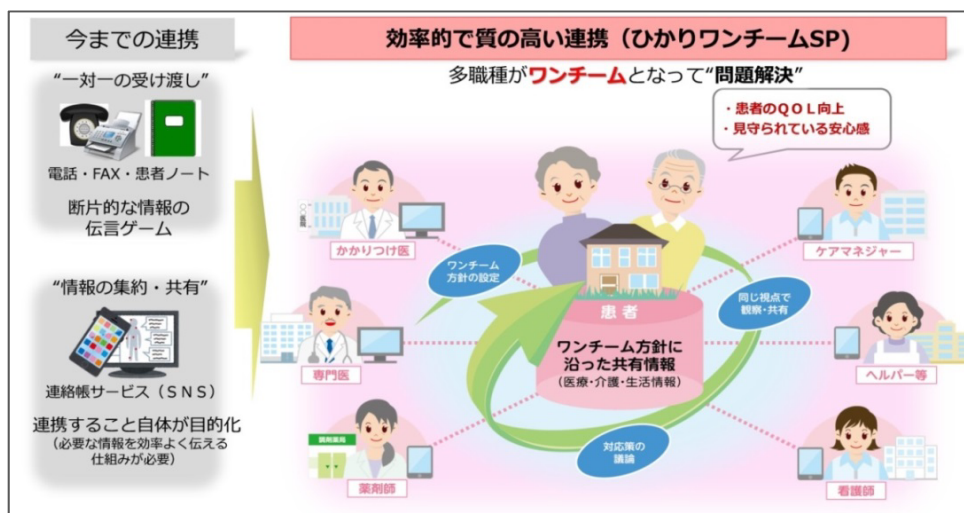 今までの連携
“一対一の受け渡し”
電話・FAX・患者ノート
断片的な情報の
伝言ゲーム
“情報の集約・共有”
連絡帳サービス（ＳＮＳ）
連携すること自体が目的化
（必要な情報を効率よく伝える
仕組みが必要）
効率的で質の高い連携（ひかりワンチームSP)
多職種がワンチームとなって“問題解決”
・患者のＱＯＬ向上
・見守られている安心感
かかりつけ医
ケアマネジャー
ワンチーム
方針の設定
同じ視点で
観察・共有
患者
ワンチーム方針に
沿った共有情報
（医療・介護・生活情報）
専門医
ヘルパー等
対応策の
議論
調剤薬局
薬剤師
看護師